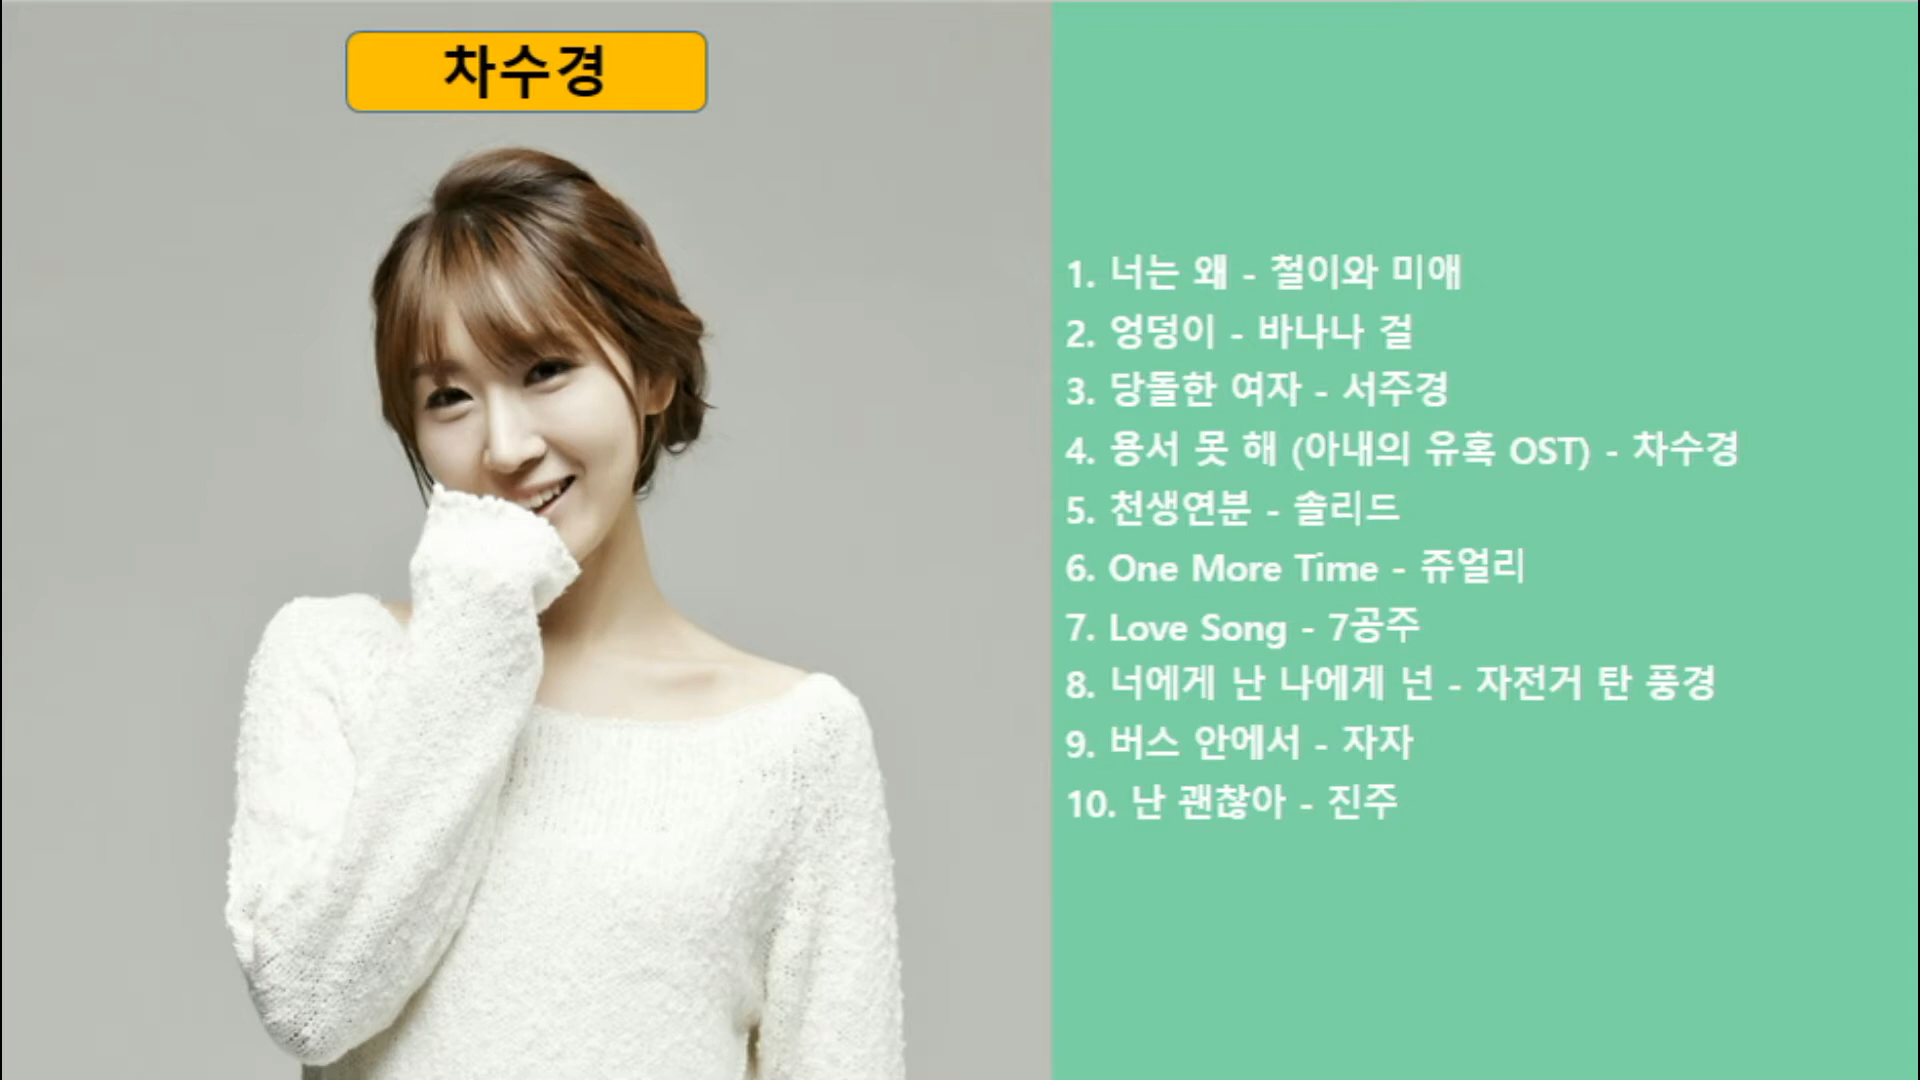 차수경
1. 너는 왜 - 철이와 미애
2. 엉덩이 - 바나나 걸
3. 당돌한 여자 - 서주경
4. 용서 못 해 (아내의 유혹 OST) - 차수경
5. 천생연분 - 솔리드
6. One More Time - 쥬얼리
7. Love Song - 7공주
8. 너에게 난 나에게 넌 - 자전거 탄 풍경
9. 버스 안에서 - 자자
10. 난 괜찮아 - 진주